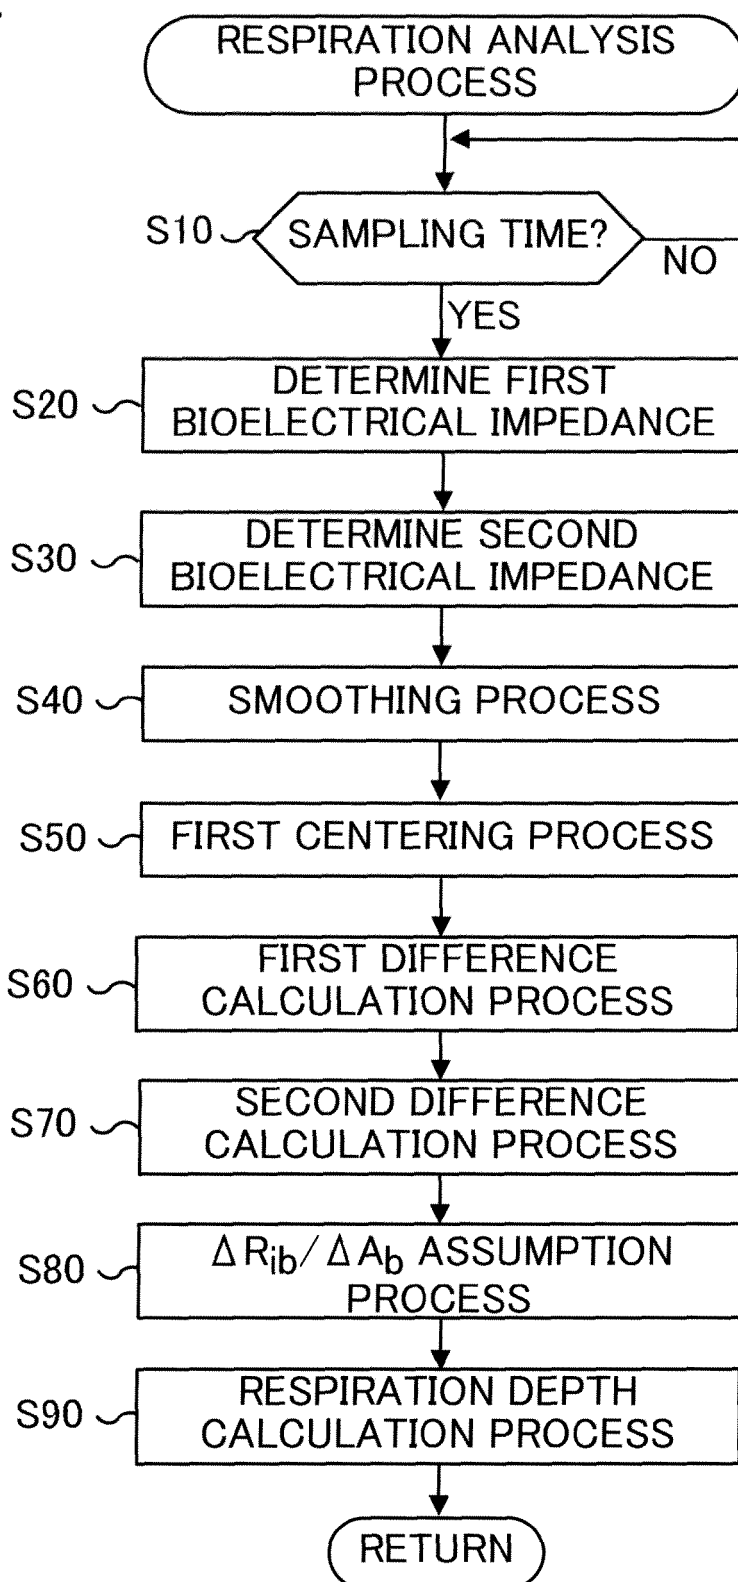 RESPIRATION ANALYSIS
PROCESS
S10
SAMPLING TIME?
NO
YES
S20
DETERMINE FIRST
BIOELECTRICAL IMPEDANCE
S30
DETERMINE SECOND
BIOELECTRICAL IMPEDANCE
S40
SMOOTHING PROCESS
S50
FIRST CENTERING PROCESS
S60
FIRST DIFFERENCE
CALCULATION PROCESS
S70
SECOND DIFFERENCE
CALCULATION PROCESS
S80
ΔRib/ΔAb ASSUMPTION
PROCESS
S90
RESPIRATION DEPTH
CALCULATION PROCESS
RETURN